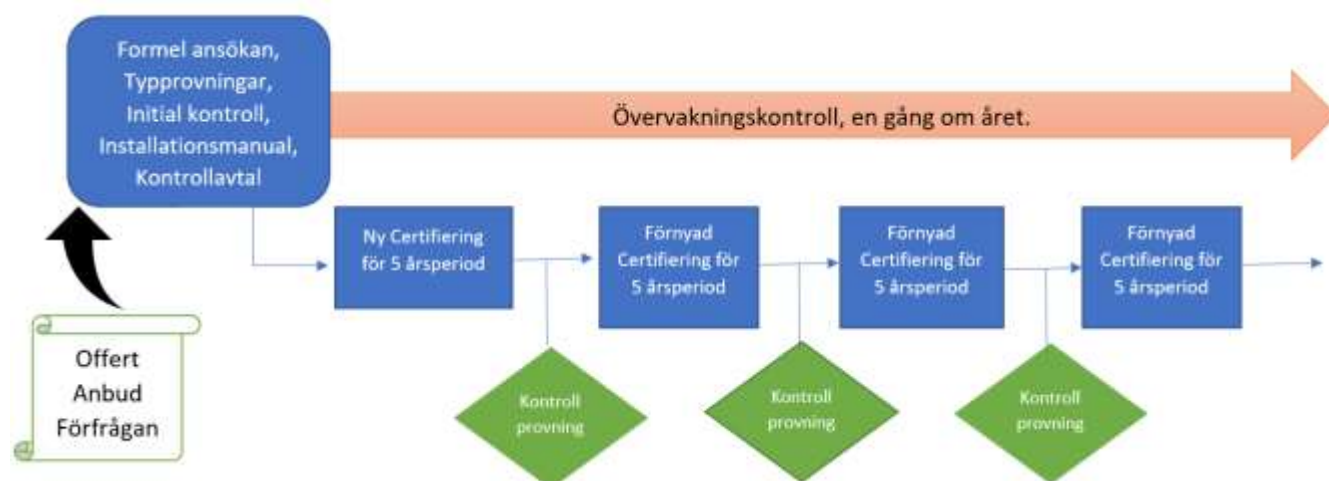 Formel ansökan,
Typprovningar,
Initial kontroll,
Installationsmanual,
Kontrollavtal
Övervakningskontroll, en gång om året.
Ny Certifiering
för 5 årsperiod
Förnyad
Certifiering för
5 årsperiod
Förnyad
Certifiering för
5 årsperiod
Förnyad
Certifiering för
5 årsperiod
Offert
Anbud
Förfrågan
Kontroll
provning
Kontroll
provning
Kontroll
provning